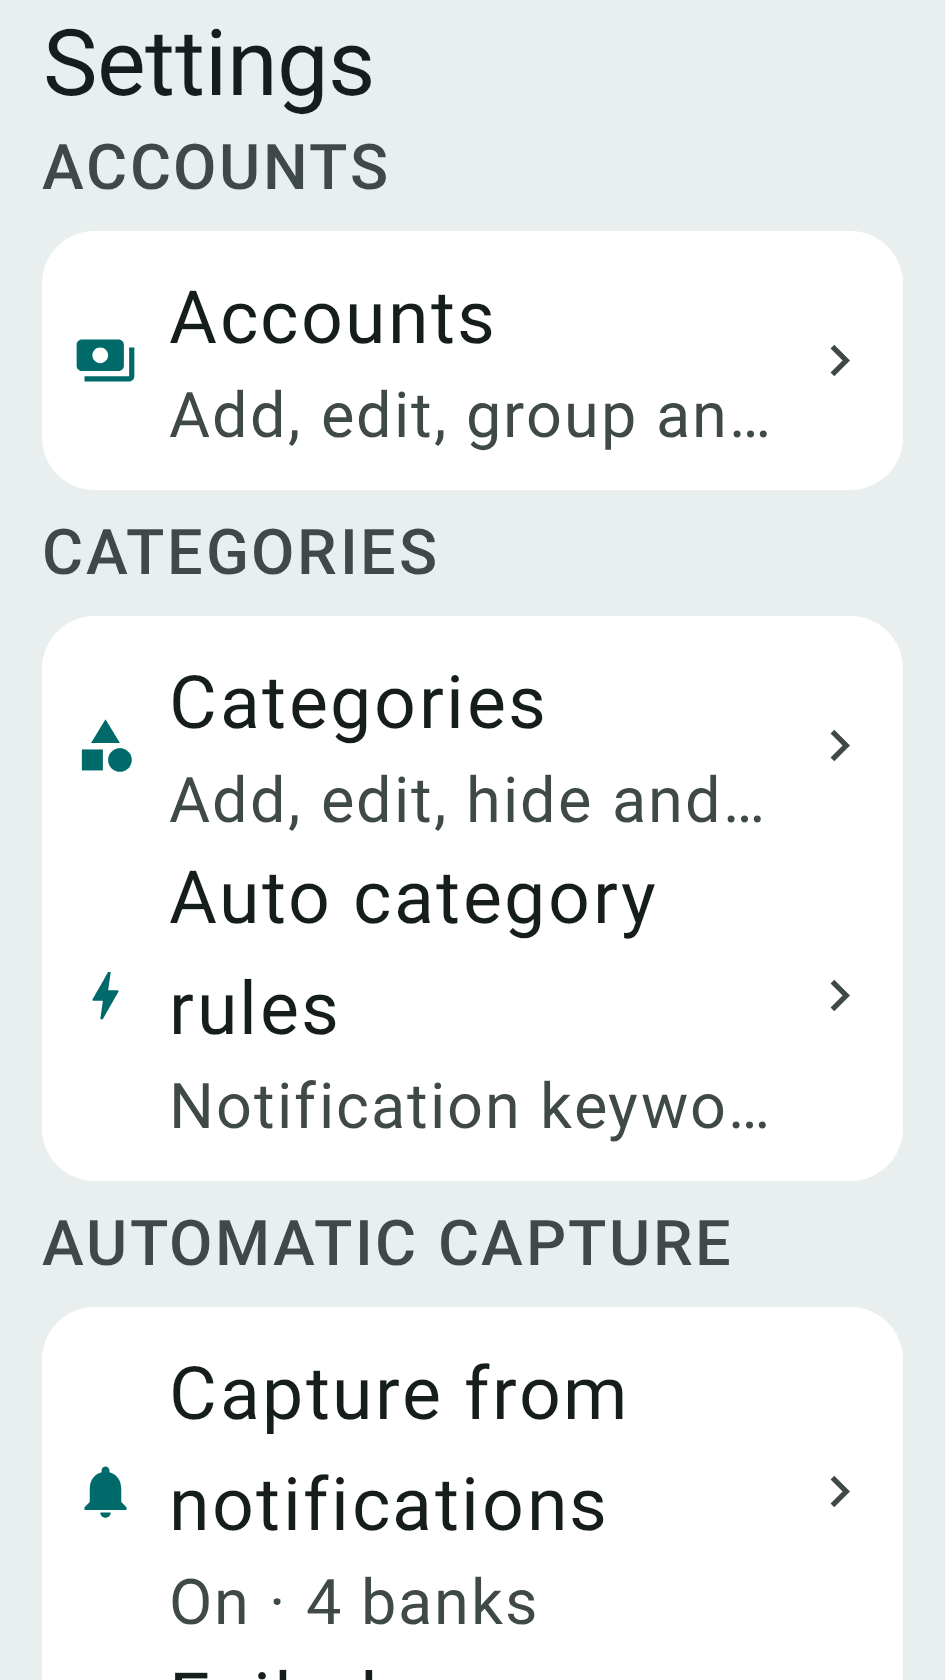 Settings
ACCOUNTS
Accounts
Add, edit, group an…
CATEGORIES
Categories
Add, edit, hide and…
Auto category
rules
Notification keywo…
AUTOMATIC CAPTURE
Capture from
notifications
On · 4 banks